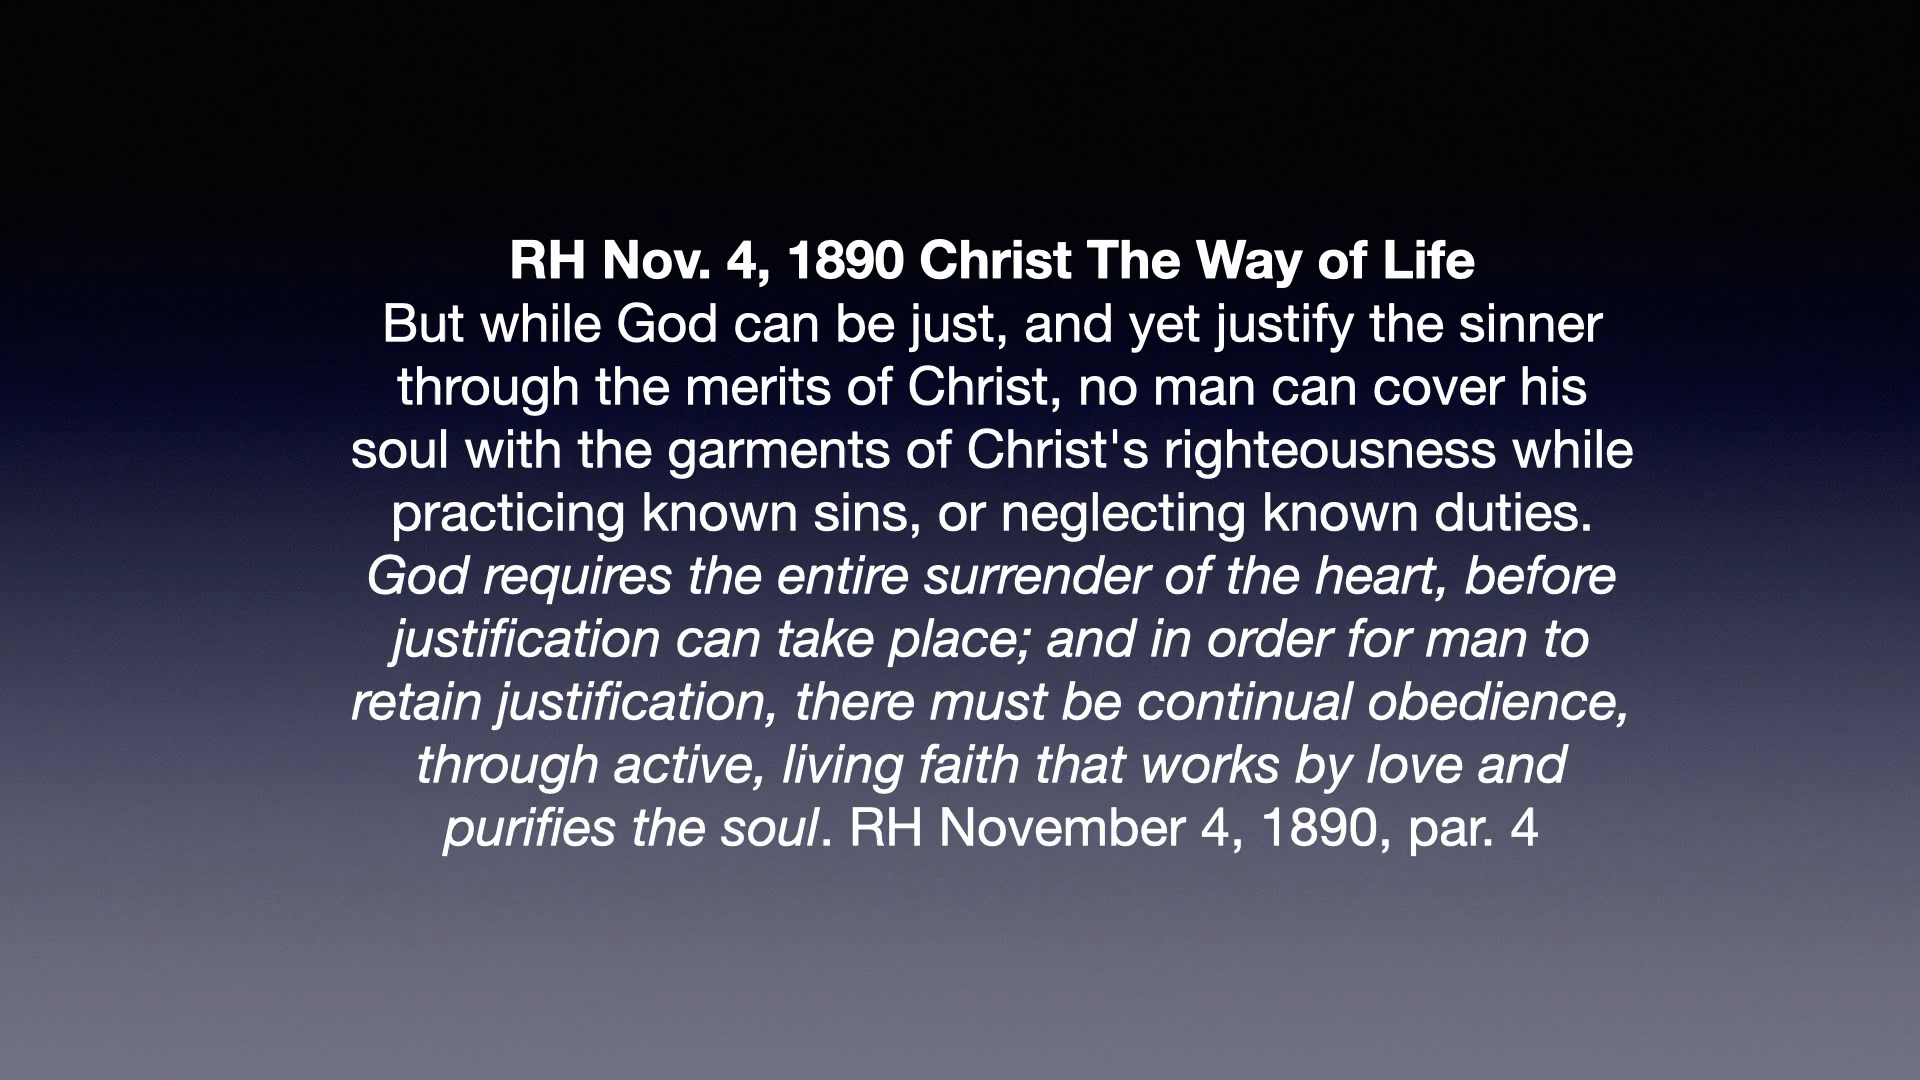 RH Nov. 4, 1890 Christ The Way of Life
But while God can be just, and yet justify the sinner
through the merits of Christ, no man can cover his
soul with the garments of Christ's righteousness while
practicing known sins, or neglecting known duties.
God requires the entire surrender of the heart, before
justification can take place; and in order for man to
retain justification, there must be continual obedience,
through active, living faith that works by love and
purifies the soul. RH November 4, 1890, par. 4